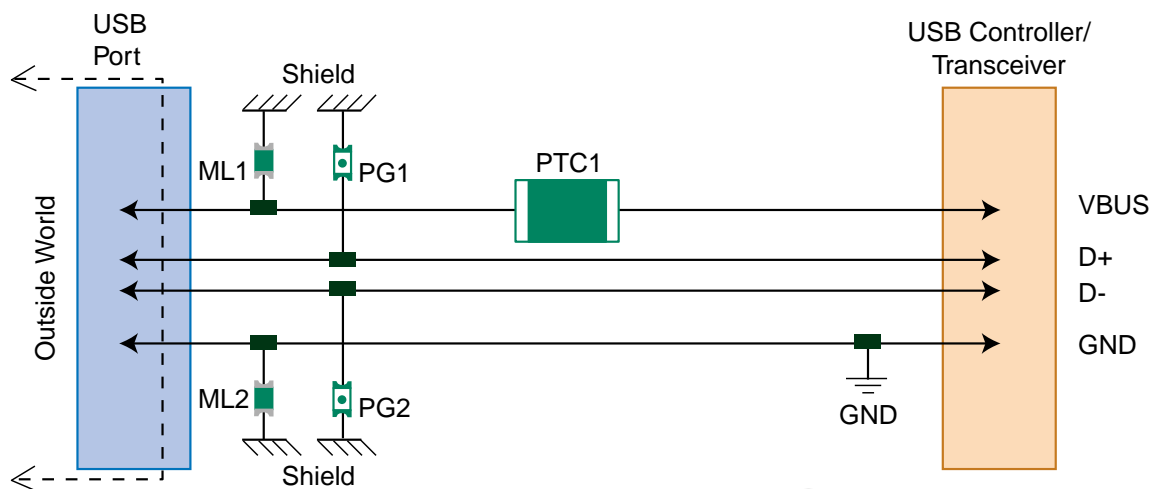 USB
Port
USB Controller/
Transceiver
Shield
ML1
PG1
PTC1
Outside World
VBUS
D+
D-
GND
ML2
PG2
GND
Shield